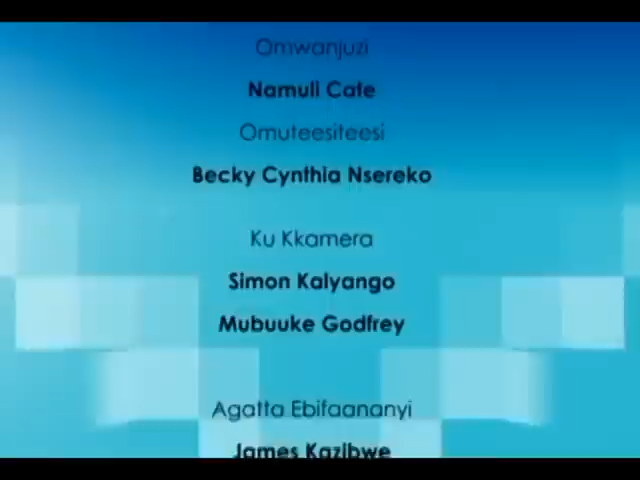 Omwanjuzi
Namuli Cate
Omuteesiteesi
Becky Cynthia Nsereko
Ku Kkamera
Simon Kalyango
Mubuuke Godfrey
Agatta Ebifaananyi
James Kazibwe